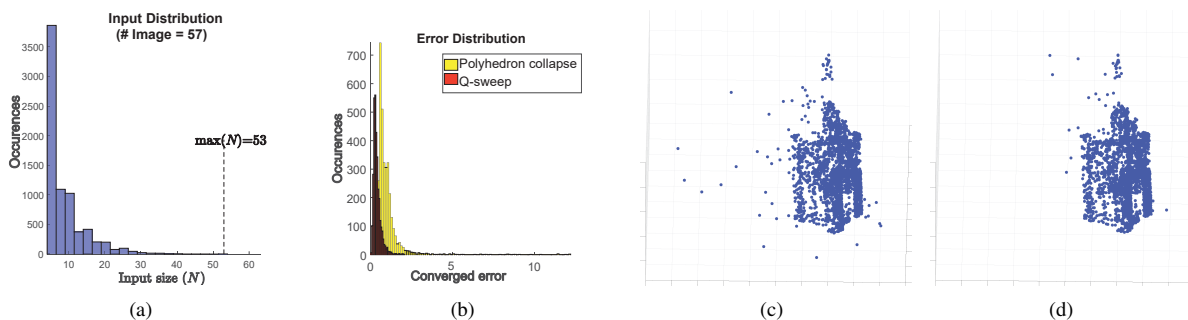 Input Distribution
(# Image = 57)
3500
3000
2500
2000
1500
1000
500
0
Occurences
max(N)=53
10 20 30 40 50 60
Input size (N)
(a)
Error Distribution
700
600
500
400
300
200
100
0
Occurences
Polyhedron collapse
Q-sweep
0 5 10
Converged error
(b)
(c)
(d)